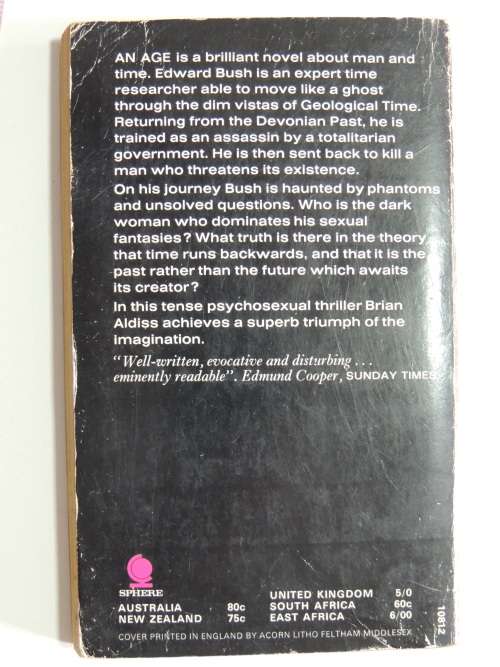 AN AGE is a brilliant novel about man and
time. Edward Bush is an expert time
researcher able to move like a ghost
through the dim vistas of Geological Time.
Returning from the Devonian Past, he is
trained as an assassin by a totalitarian
government. He is then sent back to kill a
man who threatens its existence.
On his journey Bush is haunted by phantoms
and unsolved questions. Who is the dark
woman who dominates his sexual
fantasies? What truth is there in the theory
that time runs backwards, and that it is the
past rather than the future which awaits
its creator?
In this tense psychosexual thriller Brian
Aldiss achieves a superb triumph of the
imagination.
"Well-written, evocative and disturbing . . .
eminently readable". Edmund Cooper, SUNDAY TIMES
SPHERE
AUSTRALIA 80c
NEW ZEALAND 75c
UNITED KINGDOM 5/0
SOUTH AFRICA 60c
EAST AFRICA 6/00
COVER PRINTED IN ENGLAND BY ACORN LITHO FELTHAM MIDDLESEX
10812